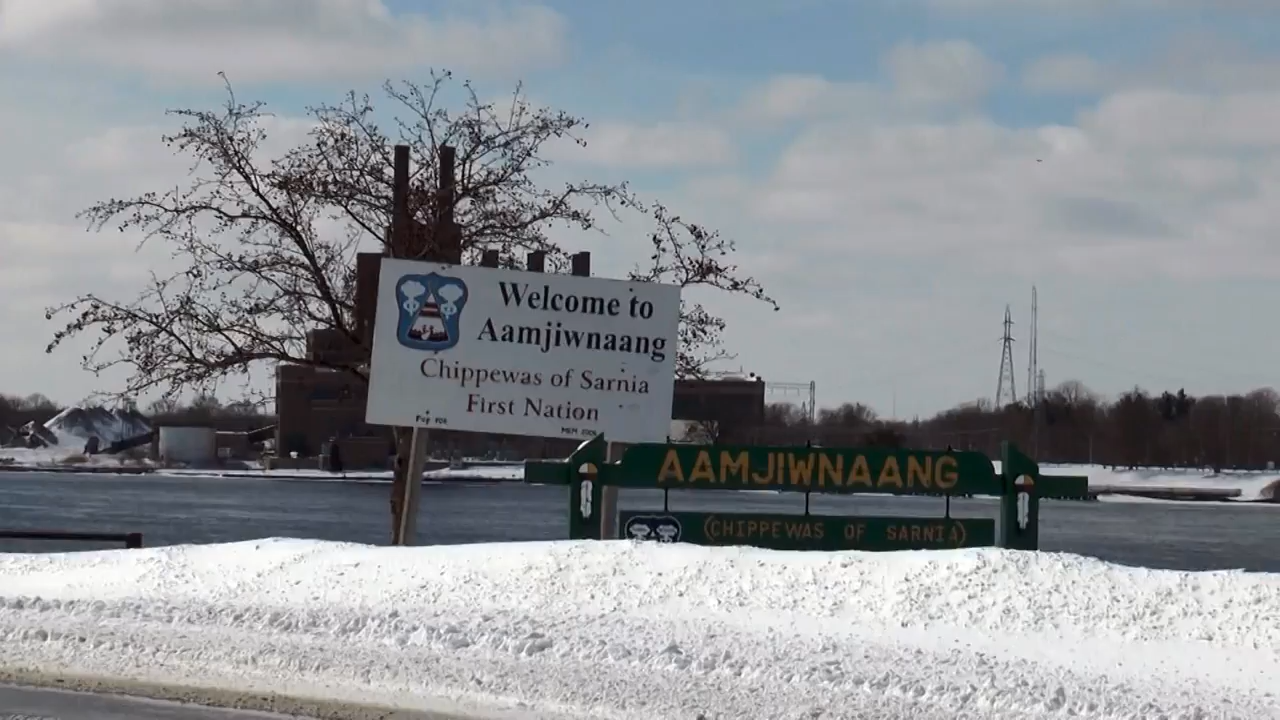 Welcome to
Aamjiwnaang
Chippewas of Sarnia
First Nation
AAMJIWNAANG
(CHIPPEWAS OF SARNIA)